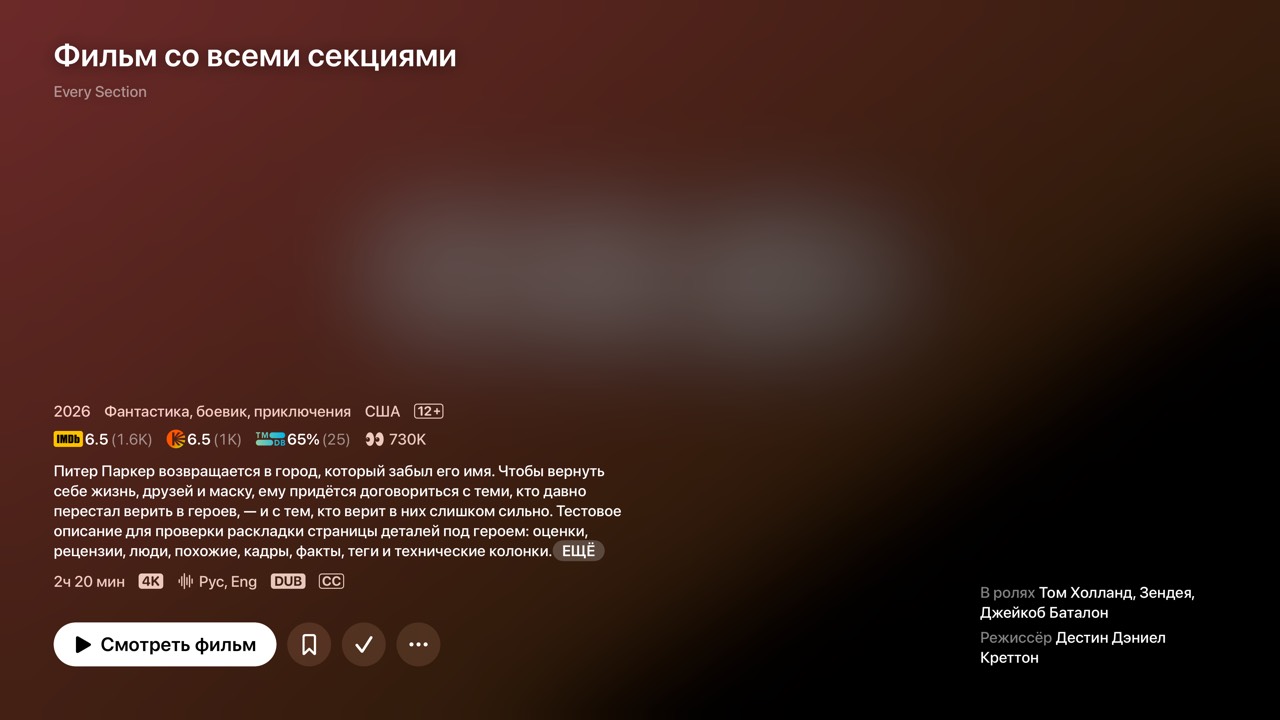 Фильм со всеми секциями
Every Section
2026 Фантастика, боевик, приключения США 12+
IMDb 6.5 (1.6K) 6.5 (1K) TMDB 65% (25) 👀 730K
Питер Паркер возвращается в город, который забыл его имя. Чтобы вернуть
себе жизнь, друзей и маску, ему придётся договориться с теми, кто давно
перестал верить в героев, — и с тем, кто верит в них слишком сильно. Тестовое
описание для проверки раскладки страницы деталей под героем: оценки,
рецензии, люди, похожие, кадры, факты, теги и технические колонки. ЕЩЁ
2ч 20 мин 4K Рус, Eng DUB CC
Смотреть фильм
В ролях Том Холланд, Зендея,
Джейкоб Баталон
Режиссёр Дестин Дэниел
Креттон